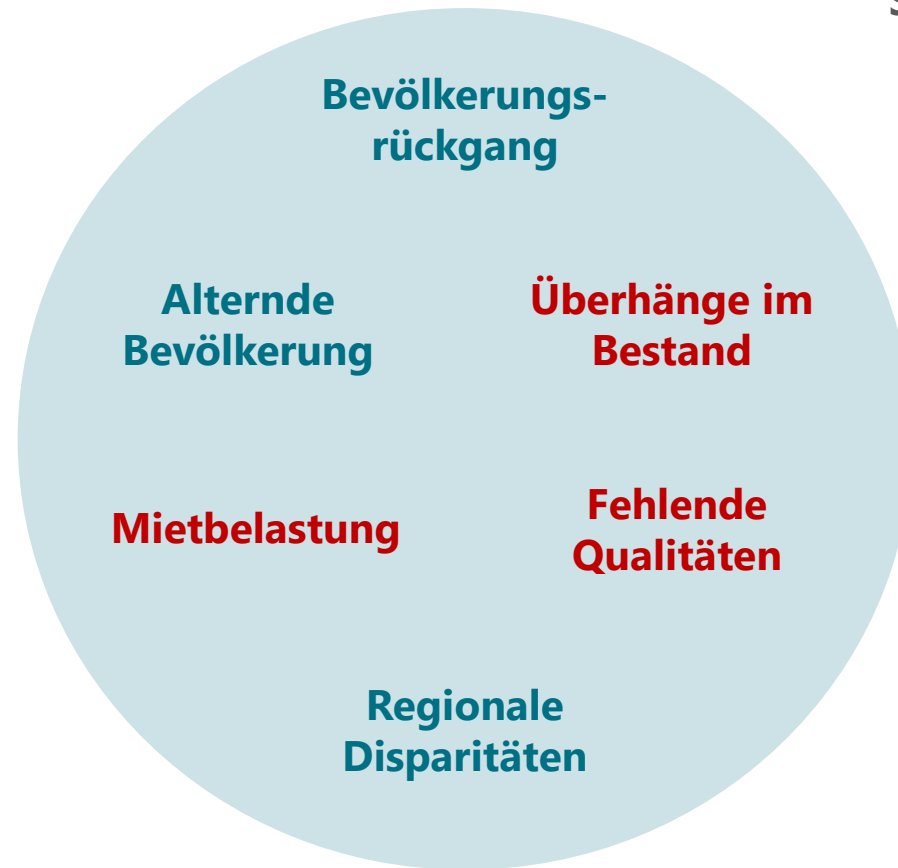 Bevölkerungs-
rückgang
Alternde
Bevölkerung
Überhänge im
Bestand
Mietbelastung
Fehlende
Qualitäten
Regionale
Disparitäten